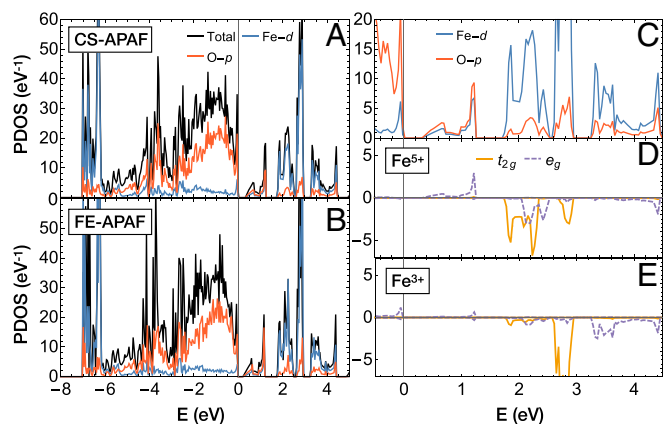 CS-APAF
Total
Fe-d
O-p
A
PDOS (eV⁻¹)
60
50
40
30
20
10
0
FE-APAF
B
PDOS (eV⁻¹)
50
40
30
20
10
0
−8 −6 −4 −2 0 2 4
E (eV)
Fe-d
O-p
C
20
15
10
5
0
Fe⁵⁺
t₂g
e_g
D
0
−5
Fe³⁺
E
0
−5
0 1 2 3 4
E (eV)